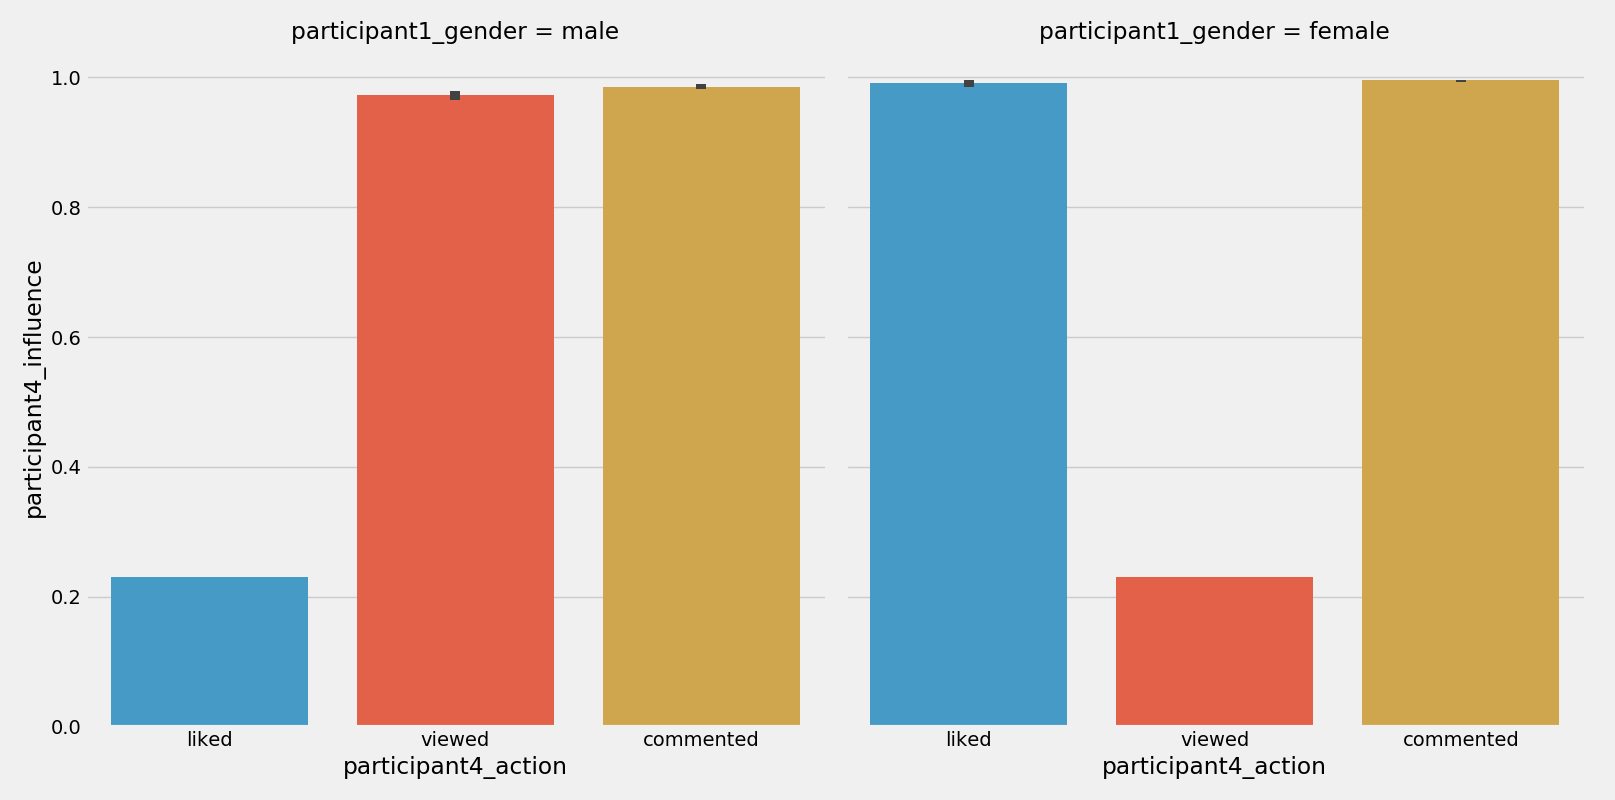 participant1_gender = male
participant1_gender = female
participant4_influence
1.0
0.8
0.6
0.4
0.2
0.0
liked
viewed
commented
liked
viewed
commented
participant4_action
participant4_action